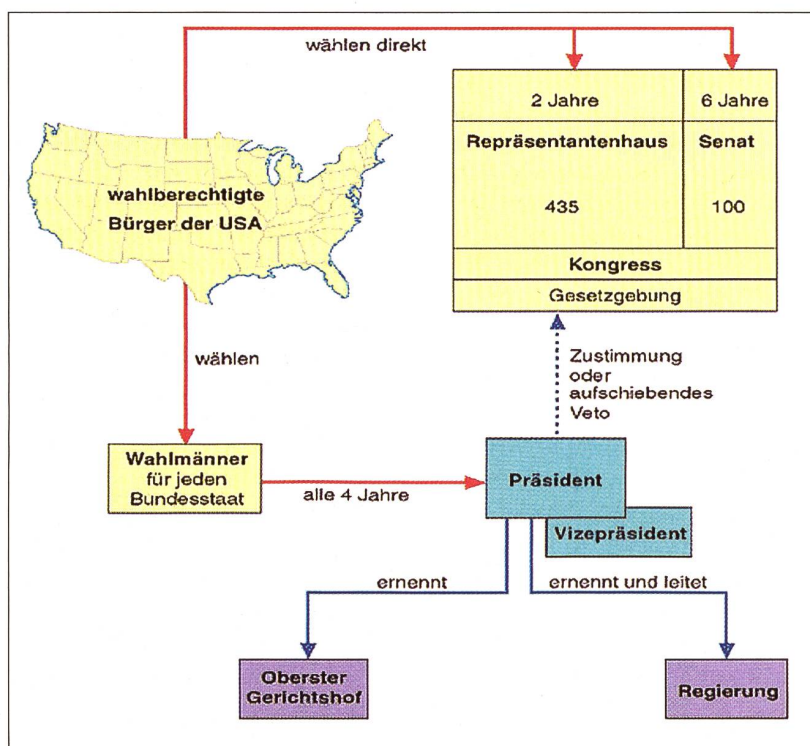 wählen direkt
2 Jahre
6 Jahre
Repräsentantenhaus
Senat
435
100
Kongress
Gesetzgebung
wahlberechtigte
Bürger der USA
wählen
Zustimmung
oder
aufschiebendes
Veto
Wahlmänner
für jeden
Bundesstaat
alle 4 Jahre
Präsident
Vizepräsident
ernennt
ernennt und leitet
Oberster
Gerichtshof
Regierung